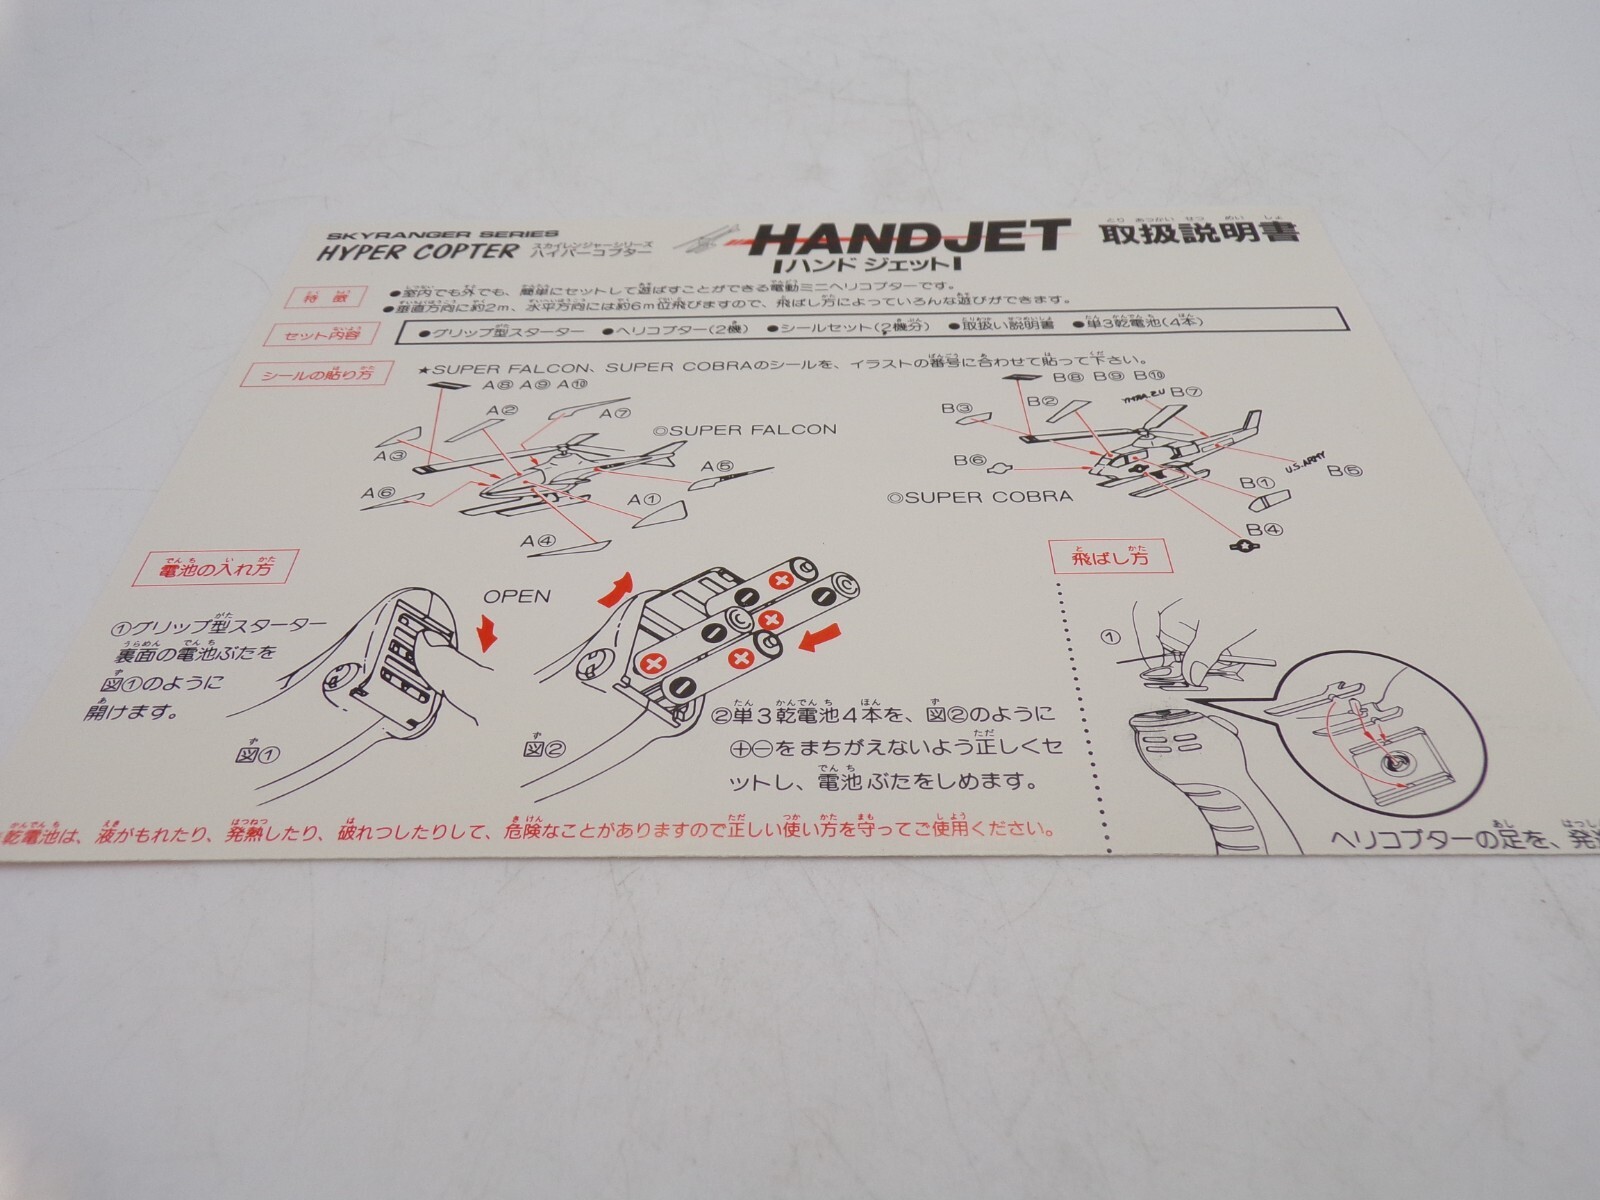 SKYRANGER SERIES
HYPER COPTER
スカイレンジャーシリーズ
ハイパーコプター
HANDJET
ハンド ジェット
取扱説明書
とり あつかい せつ めい しょ
特徴
●室内でも外でも、簡単にセットして遊ばすことができる電動ミニヘリコプターです。
●垂直方向に約2m、水平方向には約6m位飛びますので、飛ばし方によっていろんな遊びができます。
セット内容
●グリップ型スターター ●ヘリコプター(2機) ●シールセット(2機分) ●取扱い説明書 ●単3乾電池(4本)
シールの貼り方
★SUPER FALCON、SUPER COBRAのシールを、イラストの番号に合わせて貼って下さい。
A⑧ A⑨ A⑩
A②
A⑦
A③
◎SUPER FALCON
A⑤
A⑥
A①
A④
B⑧ B⑨ B⑩
B③
B②
B⑦
B⑥
U.S.ARMY
B⑤
B①
◎SUPER COBRA
B④
電池の入れ方
①グリップ型スターター
裏面の電池ぶたを
図①のように
開けます。
OPEN
図①
図②
②単3乾電池4本を、図②のように
⊕⊖をまちがえないよう正しくセ
ットし、電池ぶたをしめます。
飛ばし方
①
ヘリコプターの足を、発
乾電池は、液がもれたり、発熱したり、破れつしたりして、危険なことがありますので正しい使い方を守ってご使用ください。